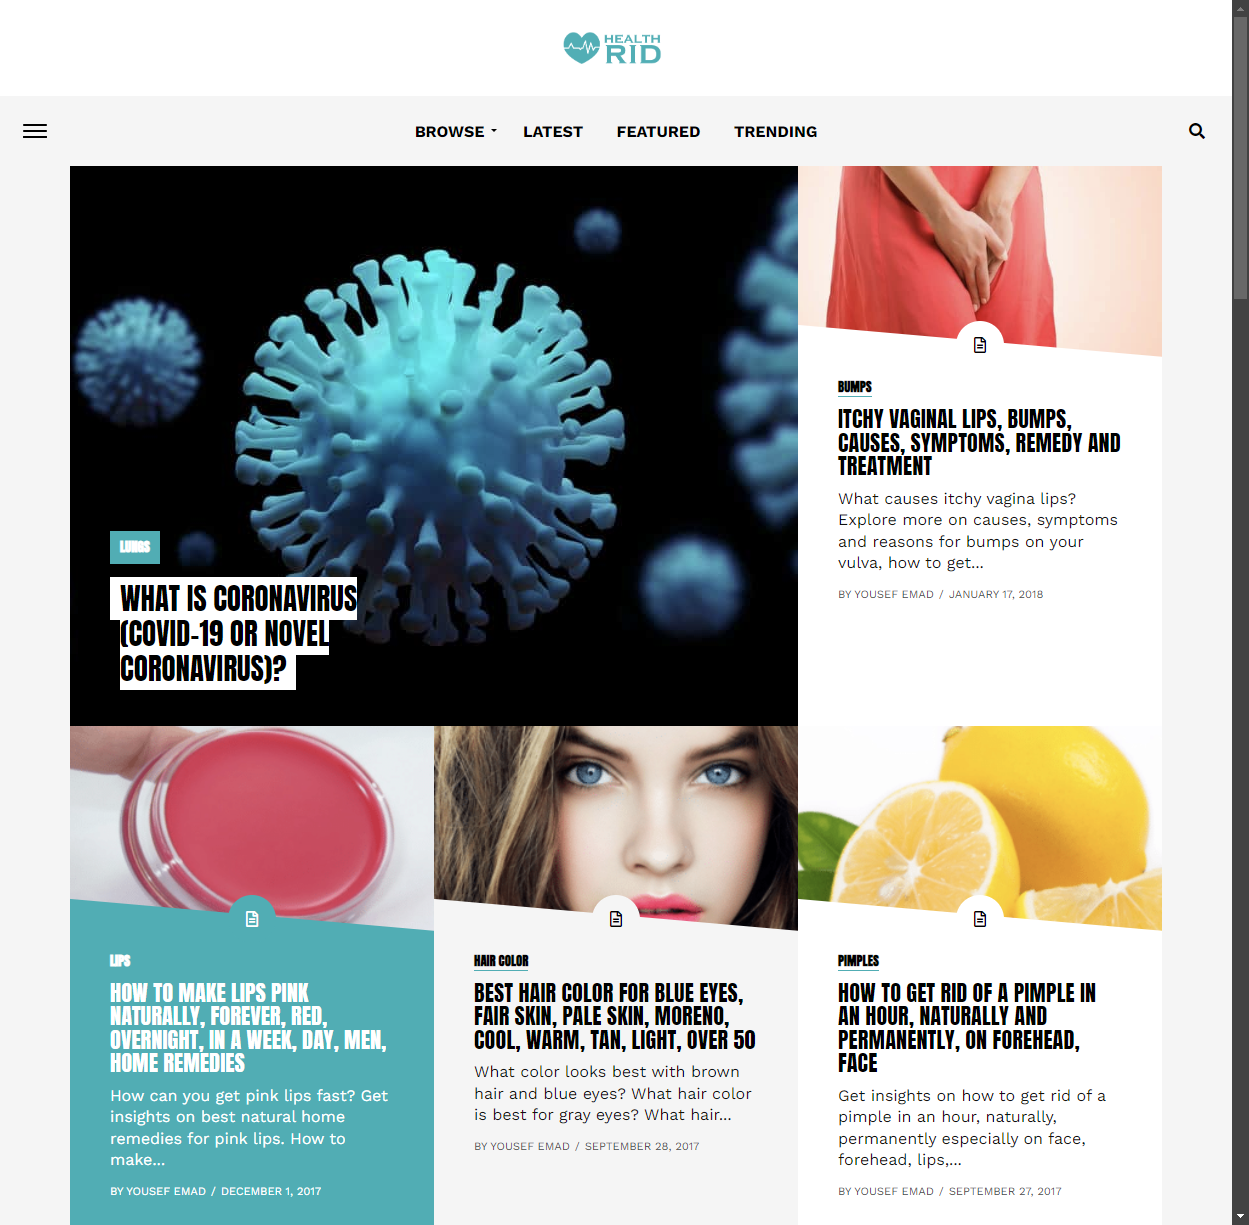 HEALTH
RID
BROWSE
LATEST
FEATURED
TRENDING
LUNGS
WHAT IS CORONAVIRUS
(COVID-19 OR NOVEL
CORONAVIRUS)?
BUMPS
ITCHY VAGINAL LIPS, BUMPS,
CAUSES, SYMPTOMS, REMEDY AND
TREATMENT
What causes itchy vagina lips?
Explore more on causes, symptoms
and reasons for bumps on your
vulva, how to get...
BY YOUSEF EMAD / JANUARY 17, 2018
LIPS
HOW TO MAKE LIPS PINK
NATURALLY, FOREVER, RED,
OVERNIGHT, IN A WEEK, DAY, MEN,
HOME REMEDIES
How can you get pink lips fast? Get
insights on best natural home
remedies for pink lips. How to
make...
BY YOUSEF EMAD / DECEMBER 1, 2017
HAIR COLOR
BEST HAIR COLOR FOR BLUE EYES,
FAIR SKIN, PALE SKIN, MORENO,
COOL, WARM, TAN, LIGHT, OVER 50
What color looks best with brown
hair and blue eyes? What hair color
is best for gray eyes? What hair...
BY YOUSEF EMAD / SEPTEMBER 28, 2017
PIMPLES
HOW TO GET RID OF A PIMPLE IN
AN HOUR, NATURALLY AND
PERMANENTLY, ON FOREHEAD,
FACE
Get insights on how to get rid of a
pimple in an hour, naturally,
permanently especially on face,
forehead, lips,...
BY YOUSEF EMAD / SEPTEMBER 27, 2017